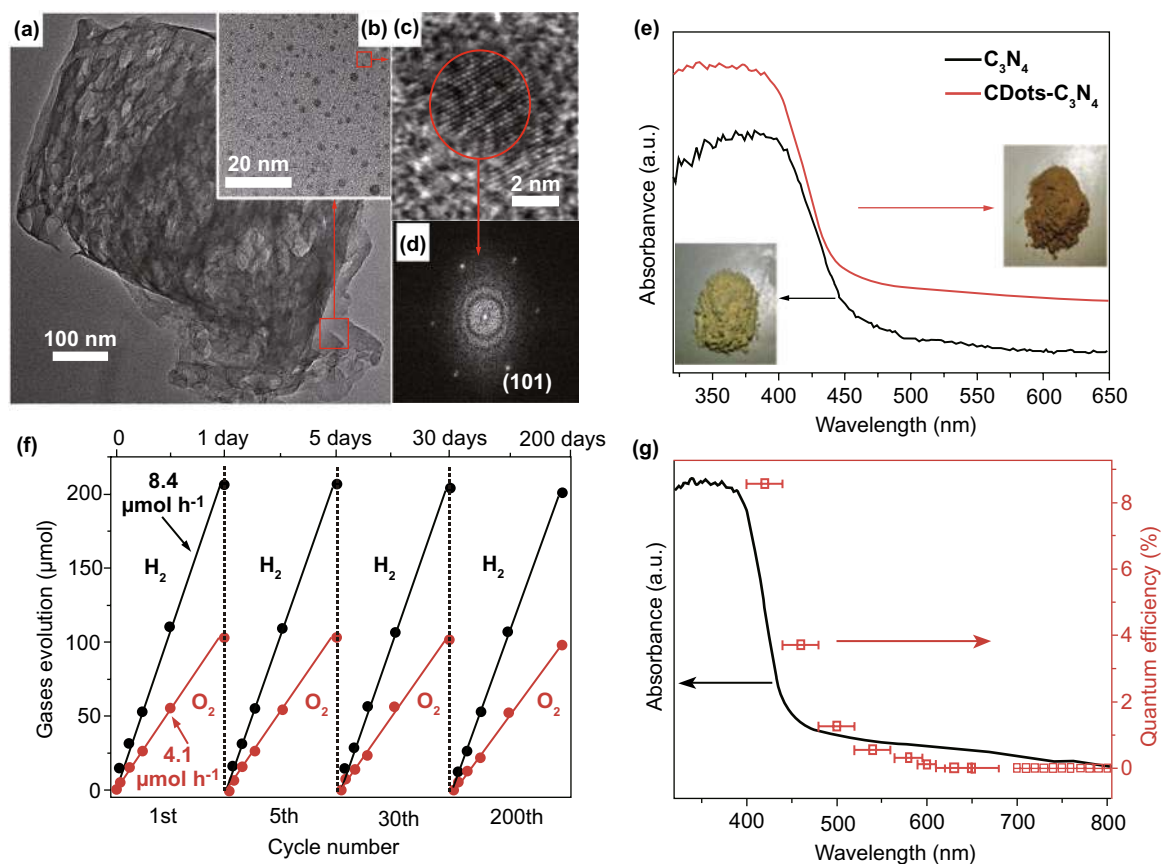 (a)
(b)
(c)
20 nm
2 nm
(d)
100 nm
(101)
(e)
C₃N₄
CDots-C₃N₄
Absorbanvce (a.u.)
350 400 450 500 550 600 650
Wavelength (nm)
(f)
0 1 day 5 days 30 days 200 days
8.4
µmol h⁻¹
H₂ H₂ H₂ H₂
O₂ O₂ O₂ O₂
4.1
µmol h⁻¹
200
150
100
50
0
Gases evolution (µmol)
1st 5th 30th 200th
Cycle number
(g)
Absorbance (a.u.)
8
6
4
2
0
Quantum efficiency (%)
400 500 600 700 800
Wavelength (nm)